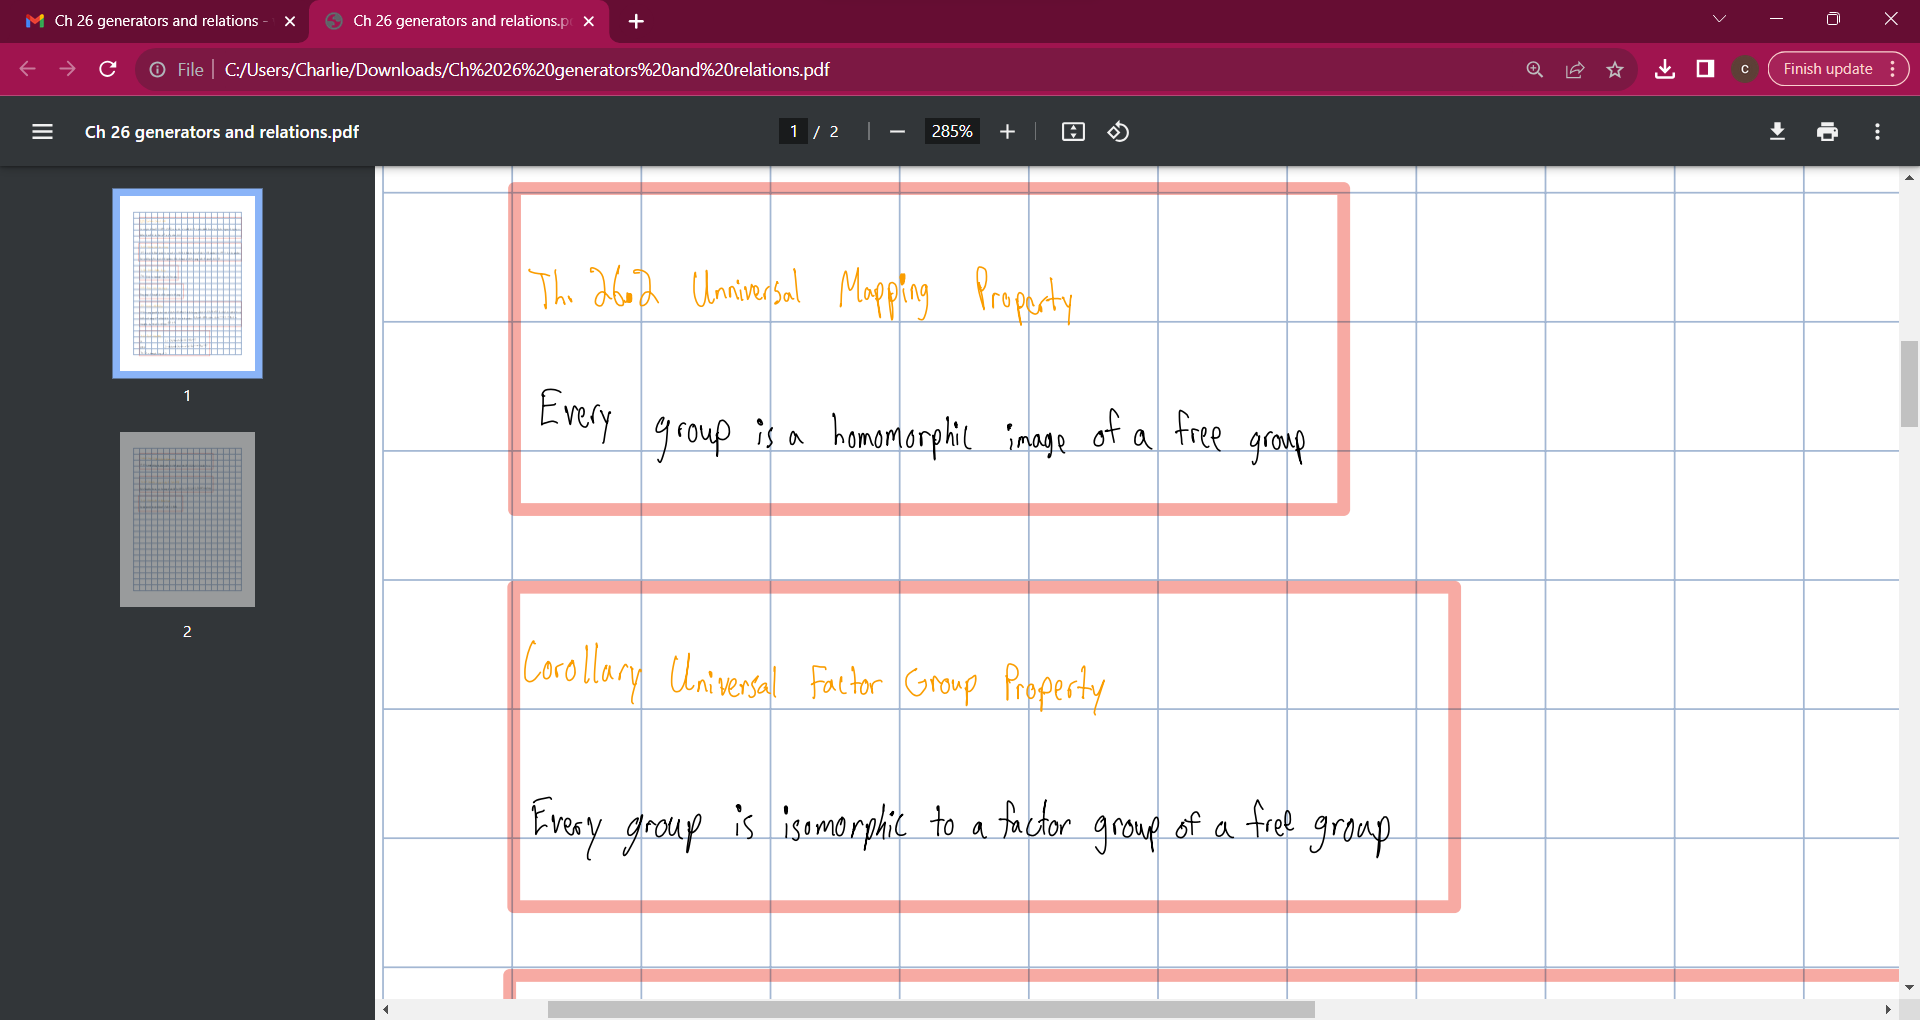 Ch 26 generators and relations -
Ch 26 generators and relations.p
File
C:/Users/Charlie/Downloads/Ch%2026%20generators%20and%20relations.pdf
C
Finish update
Ch 26 generators and relations.pdf
1 / 2
285%
1
2
Th. 26.2 Unniversal Mapping Property
Every group is a homomorphic image of a free group
Corollary Universal Factor Group Property
Every group is isomorphic to a factor group of a free group